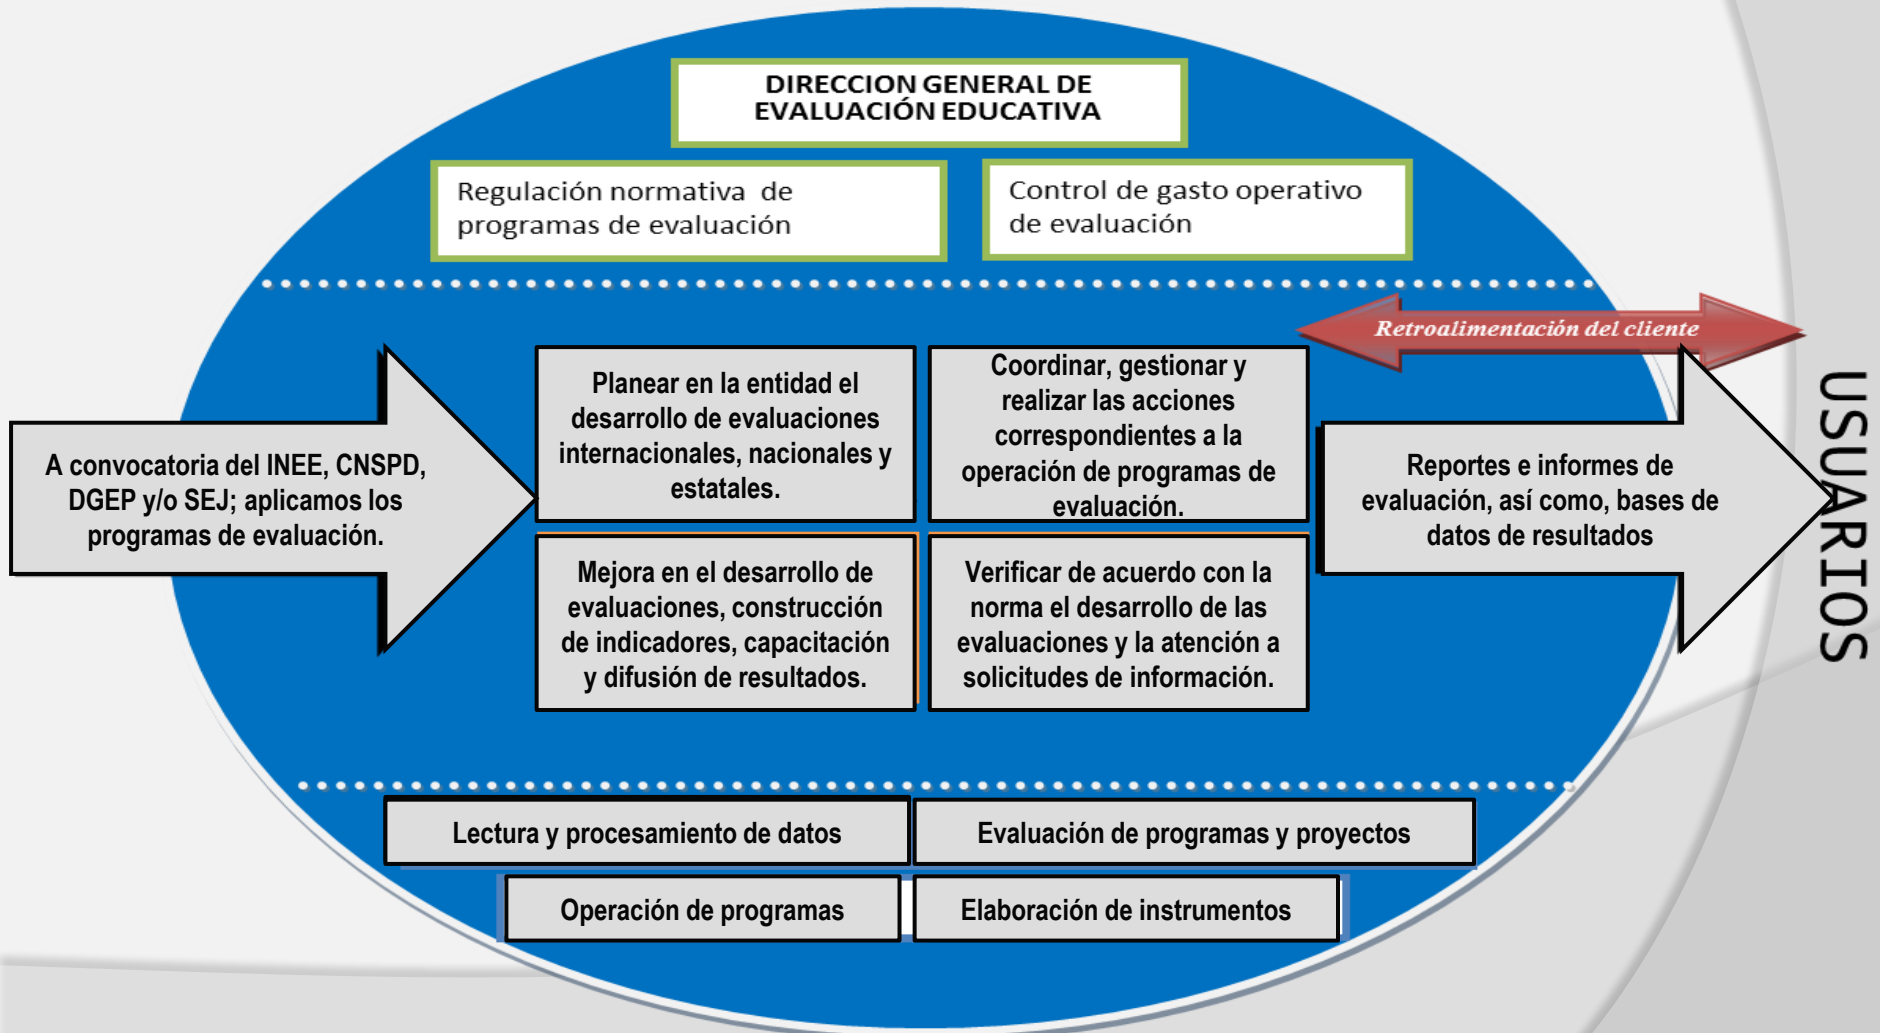 DIRECCION GENERAL DE
EVALUACIÓN EDUCATIVA
Regulación normativa de
programas de evaluación
Control de gasto operativo
de evaluación
Retroalimentación del cliente
A convocatoria del INEE, CNSPD,
DGEP y/o SEJ; aplicamos los
programas de evaluación.
Planear en la entidad el
desarrollo de evaluaciones
internacionales, nacionales y
estatales.
Coordinar, gestionar y
realizar las acciones
correspondientes a la
operación de programas de
evaluación.
Mejora en el desarrollo de
evaluaciones, construcción
de indicadores, capacitación
y difusión de resultados.
Verificar de acuerdo con la
norma el desarrollo de las
evaluaciones y la atención a
solicitudes de información.
Reportes e informes de
evaluación, así como, bases de
datos de resultados
USUARIOS
Lectura y procesamiento de datos
Evaluación de programas y proyectos
Operación de programas
Elaboración de instrumentos